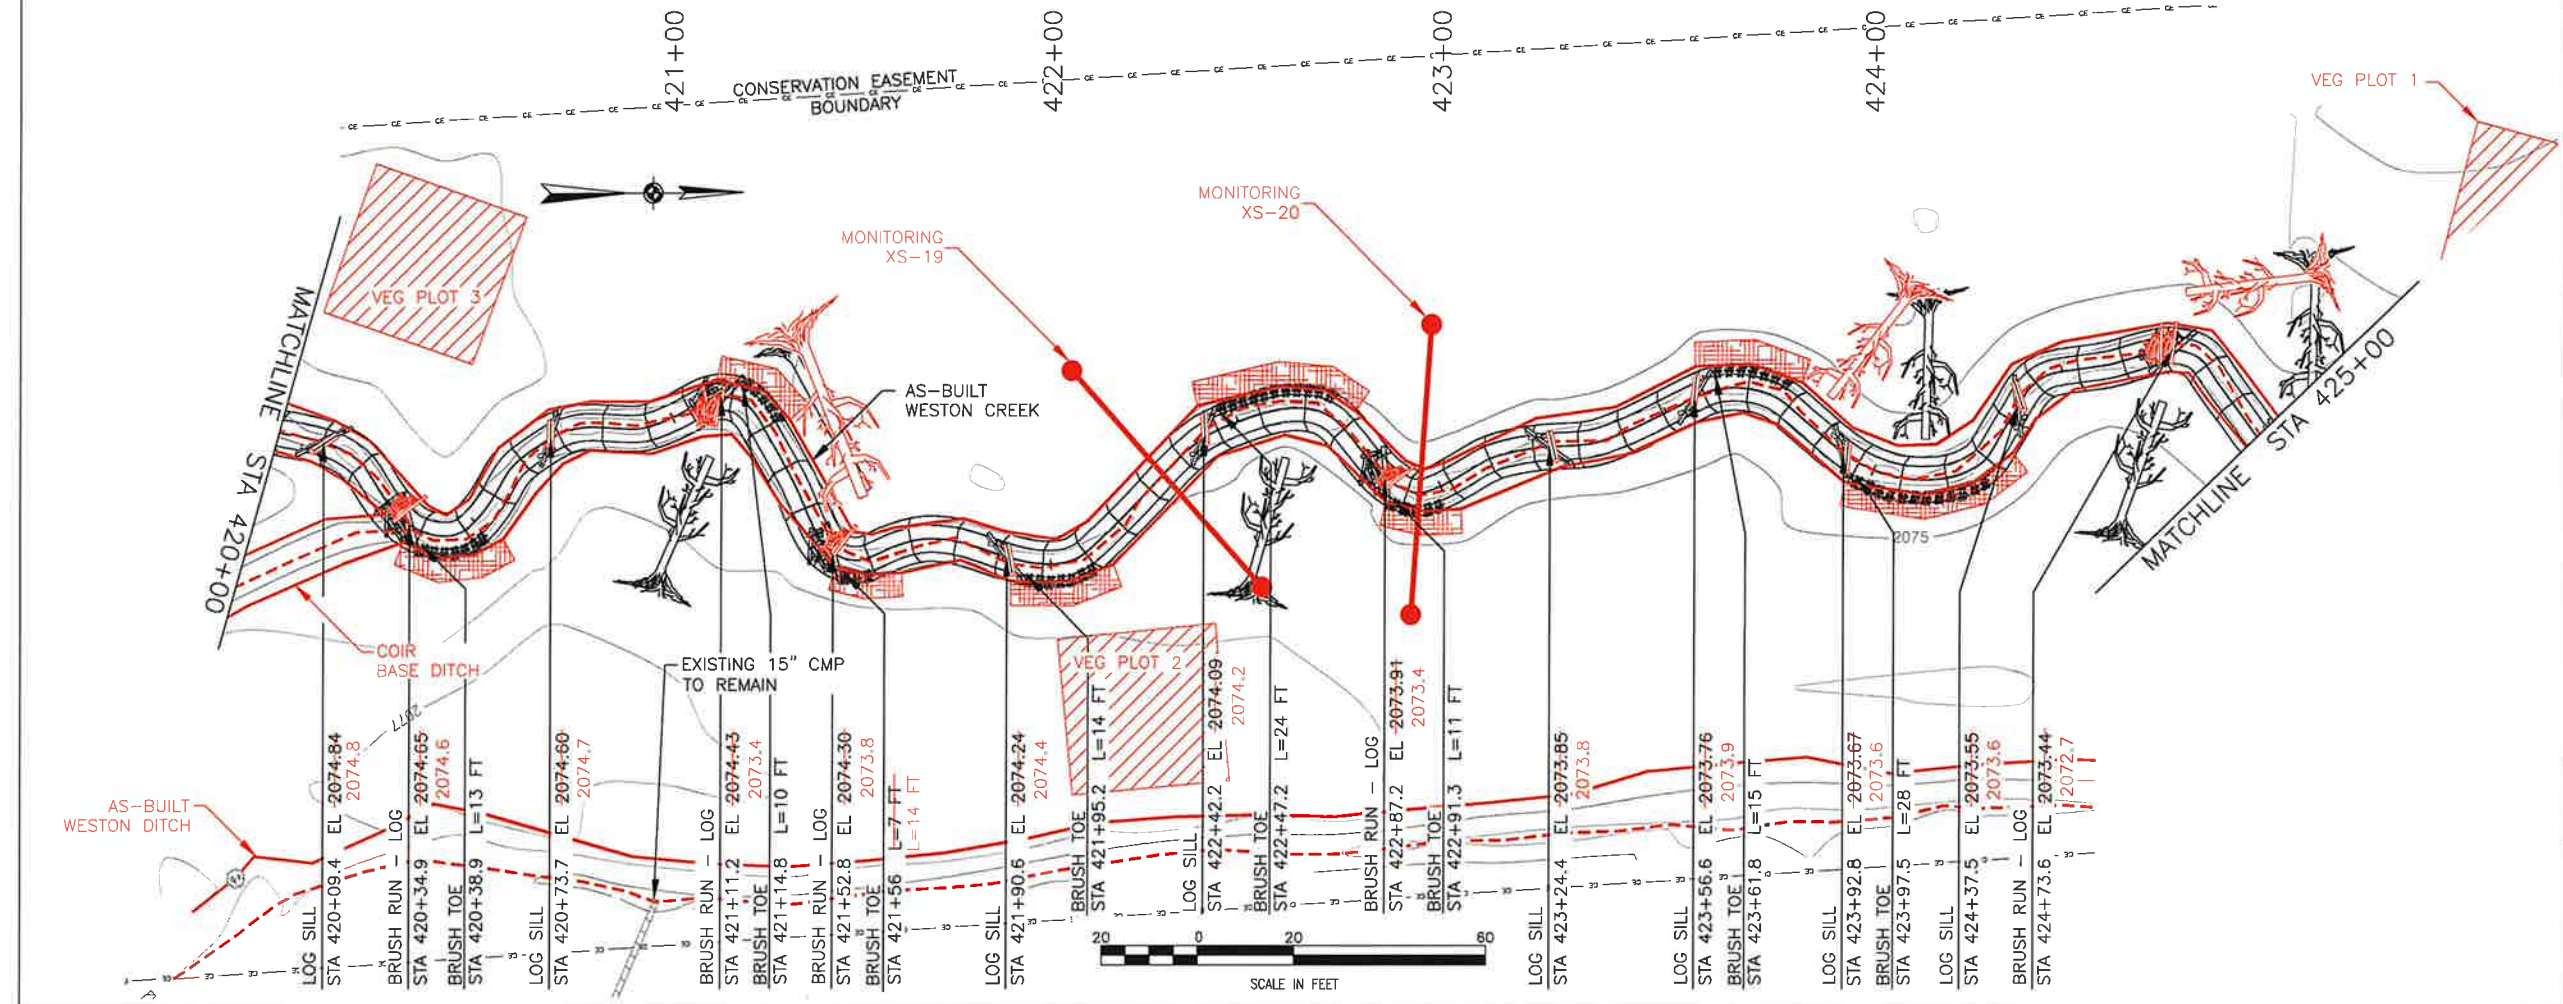 421+00
422+00
423+00
424+00
CONSERVATION EASEMENT
BOUNDARY
VEG PLOT 1
MONITORING
XS-20
MONITORING
XS-19
VEG PLOT 3
MATCHLINE STA 420+00
AS-BUILT
WESTON CREEK
MATCHLINE STA 425+00
2075
COIR
BASE DITCH
EXISTING 15" CMP
TO REMAIN
VEG PLOT 2
2077
AS-BUILT
WESTON DITCH
LOG SILL
STA 420+09.4 EL 2074.84
2074.8
BRUSH RUN - LOG
STA 420+34.9 EL 2074.65
2074.6
BRUSH TOE
STA 420+38.9 L=13 FT
LOG SILL
STA 420+73.7 EL 2074.60
2074.7
BRUSH RUN - LOG
STA 421+11.2 EL 2074.43
2073.4
BRUSH TOE
STA 421+14.8 L=10 FT
BRUSH RUN - LOG
STA 421+52.8 EL 2074.30
2073.8
BRUSH TOE
STA 421+56 L=7 FT
L=14 FT
LOG SILL
STA 421+90.6 EL 2074.24
2074.4
BRUSH TOE
STA 421+95.2 L=14 FT
LOG SILL
STA 422+42.2 EL 2074.09
2074.2
BRUSH TOE
STA 422+47.2 L=24 FT
BRUSH RUN - LOG
STA 422+87.2 EL 2073.91
2073.4
BRUSH TOE
STA 422+91.3 L=11 FT
LOG SILL
STA 423+24.4 EL 2073.85
2073.8
LOG SILL
STA 423+56.6 EL 2073.76
2073.9
BRUSH TOE
STA 423+61.8 L=15 FT
LOG SILL
STA 423+92.8 EL 2073.67
2073.6
BRUSH TOE
STA 423+97.5 L=28 FT
LOG SILL
STA 424+37.5 EL 2073.55
2073.6
BRUSH RUN - LOG
STA 424+73.6 EL 2073.44
2072.7
20 0 20 60
SCALE IN FEET